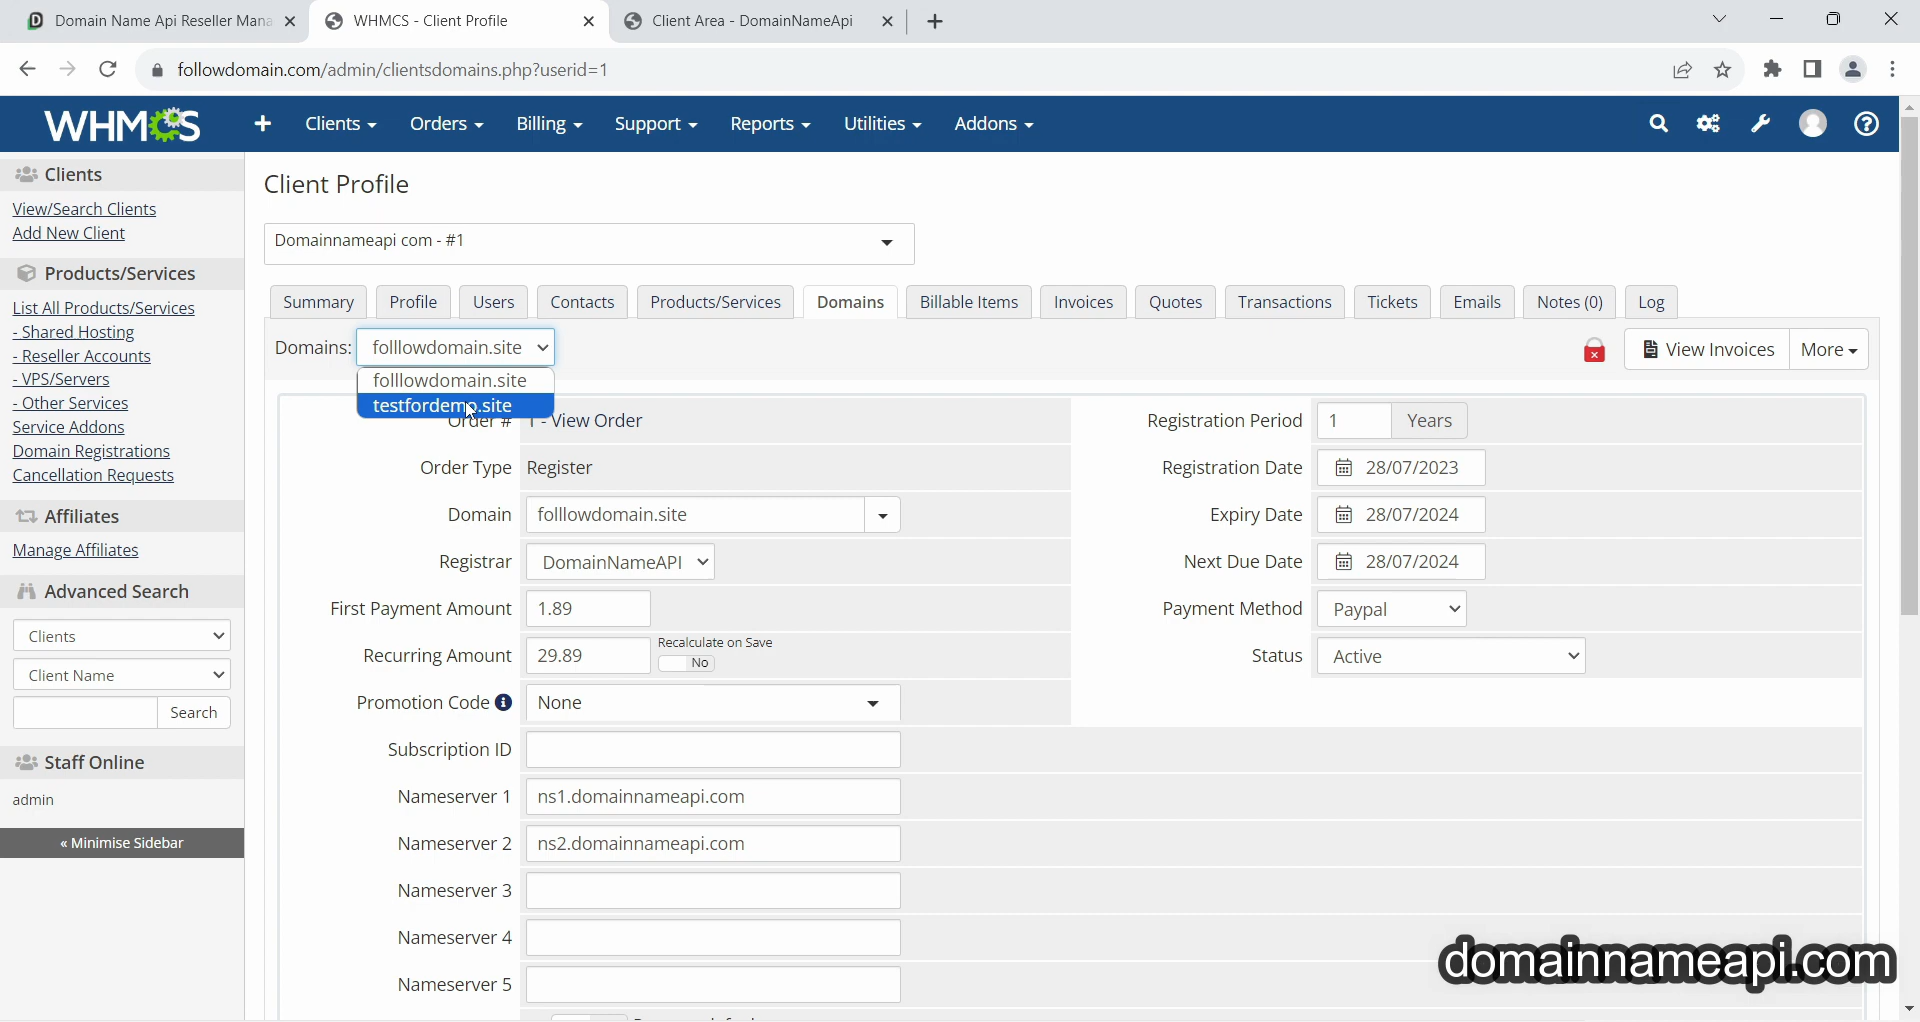 Domain Name Api Reseller Mana
WHMCS - Client Profile
Client Area - DomainNameApi
followdomain.com/admin/clientsdomains.php?userid=1
WHMCS
Clients
Orders
Billing
Support
Reports
Utilities
Addons
Clients
View/Search Clients
Add New Client
Products/Services
List All Products/Services
- Shared Hosting
- Reseller Accounts
- VPS/Servers
- Other Services
Service Addons
Domain Registrations
Cancellation Requests
Affiliates
Manage Affiliates
Advanced Search
Clients
Client Name
Search
Staff Online
admin
« Minimise Sidebar
Client Profile
Domainnameapi com - #1
Summary Profile Users Contacts Products/Services Domains Billable Items Invoices Quotes Transactions Tickets Emails Notes (0) Log
Domains: folllowdomain.site
folllowdomain.site
testfordemo.site
View Invoices
More
Order # 1 - View Order
Order Type Register
Domain folllowdomain.site
Registrar DomainNameAPI
First Payment Amount 1.89
Recurring Amount 29.89 Recalculate on Save
No
Promotion Code None
Subscription ID
Nameserver 1 ns1.domainnameapi.com
Nameserver 2 ns2.domainnameapi.com
Nameserver 3
Nameserver 4
Nameserver 5
Registration Period 1 Years
Registration Date 28/07/2023
Expiry Date 28/07/2024
Next Due Date 28/07/2024
Payment Method Paypal
Status Active
domainnameapi.com